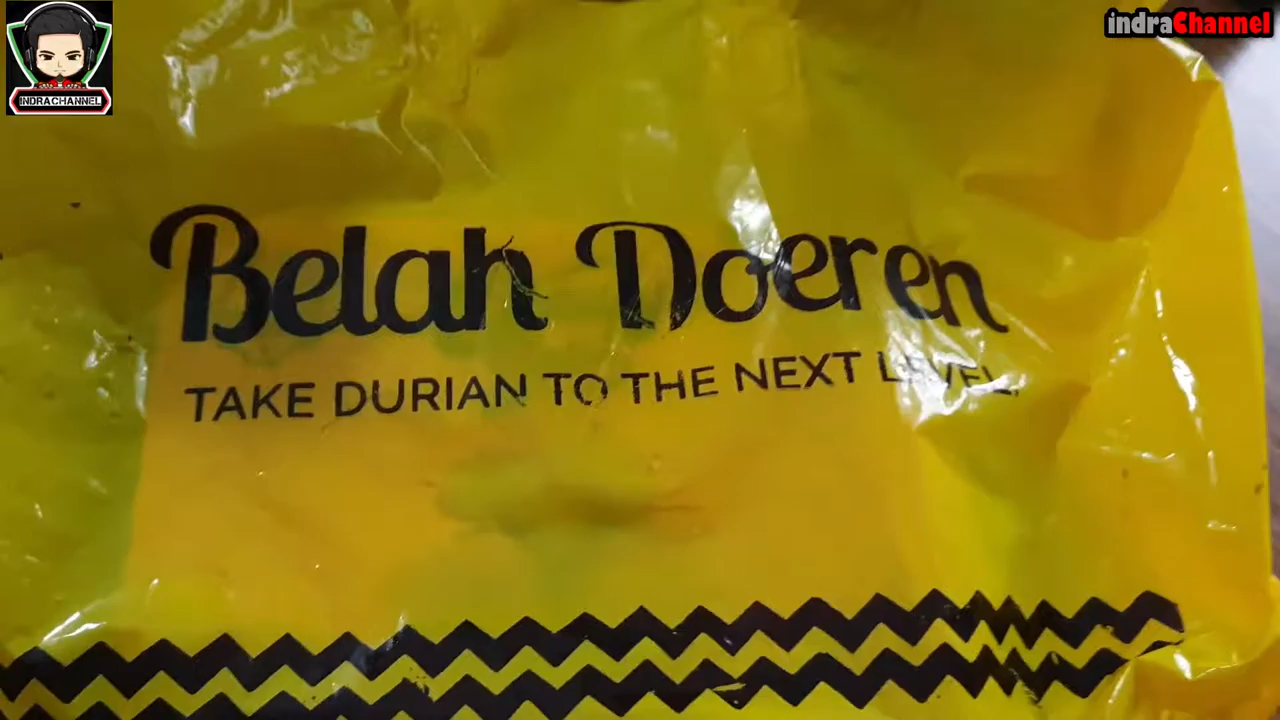 indraChannel
INDRACHANNEL
Belah Doeren
TAKE DURIAN TO THE NEXT LEVEL.